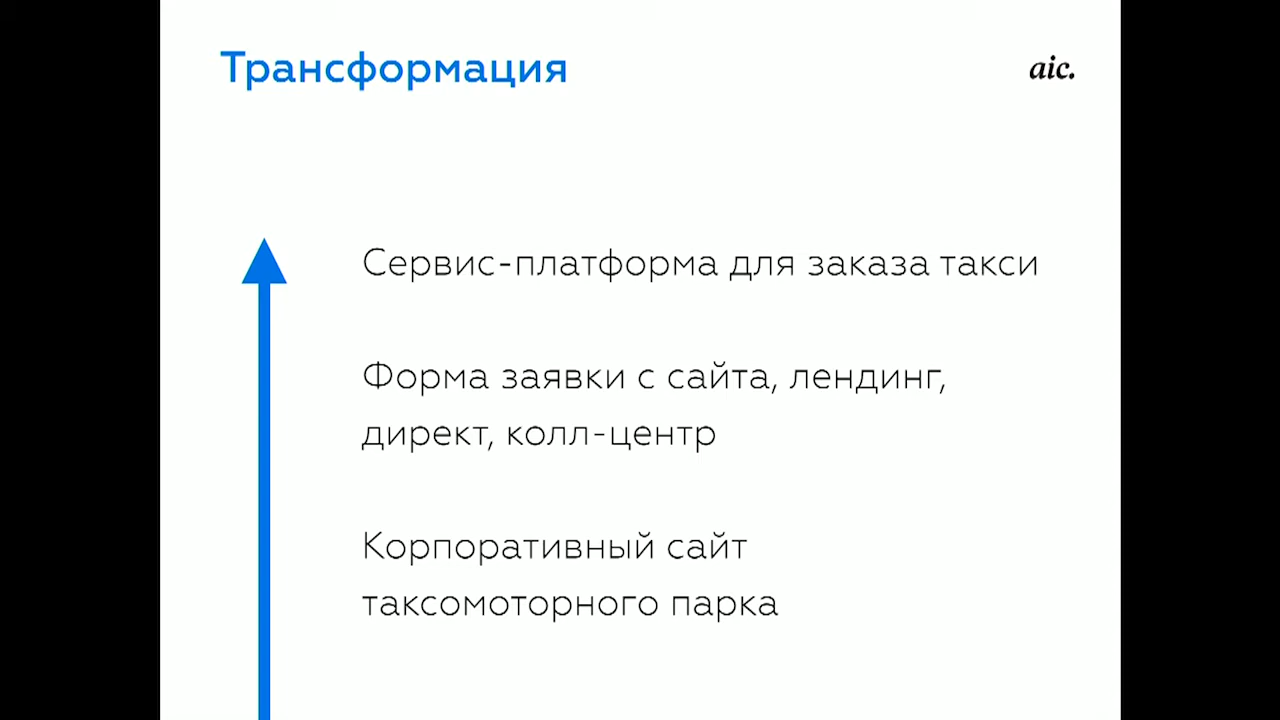 Трансформация
aic.
Сервис-платформа для заказа такси
Форма заявки с сайта, лендинг,
директ, колл-центр
Корпоративный сайт
таксомоторного парка